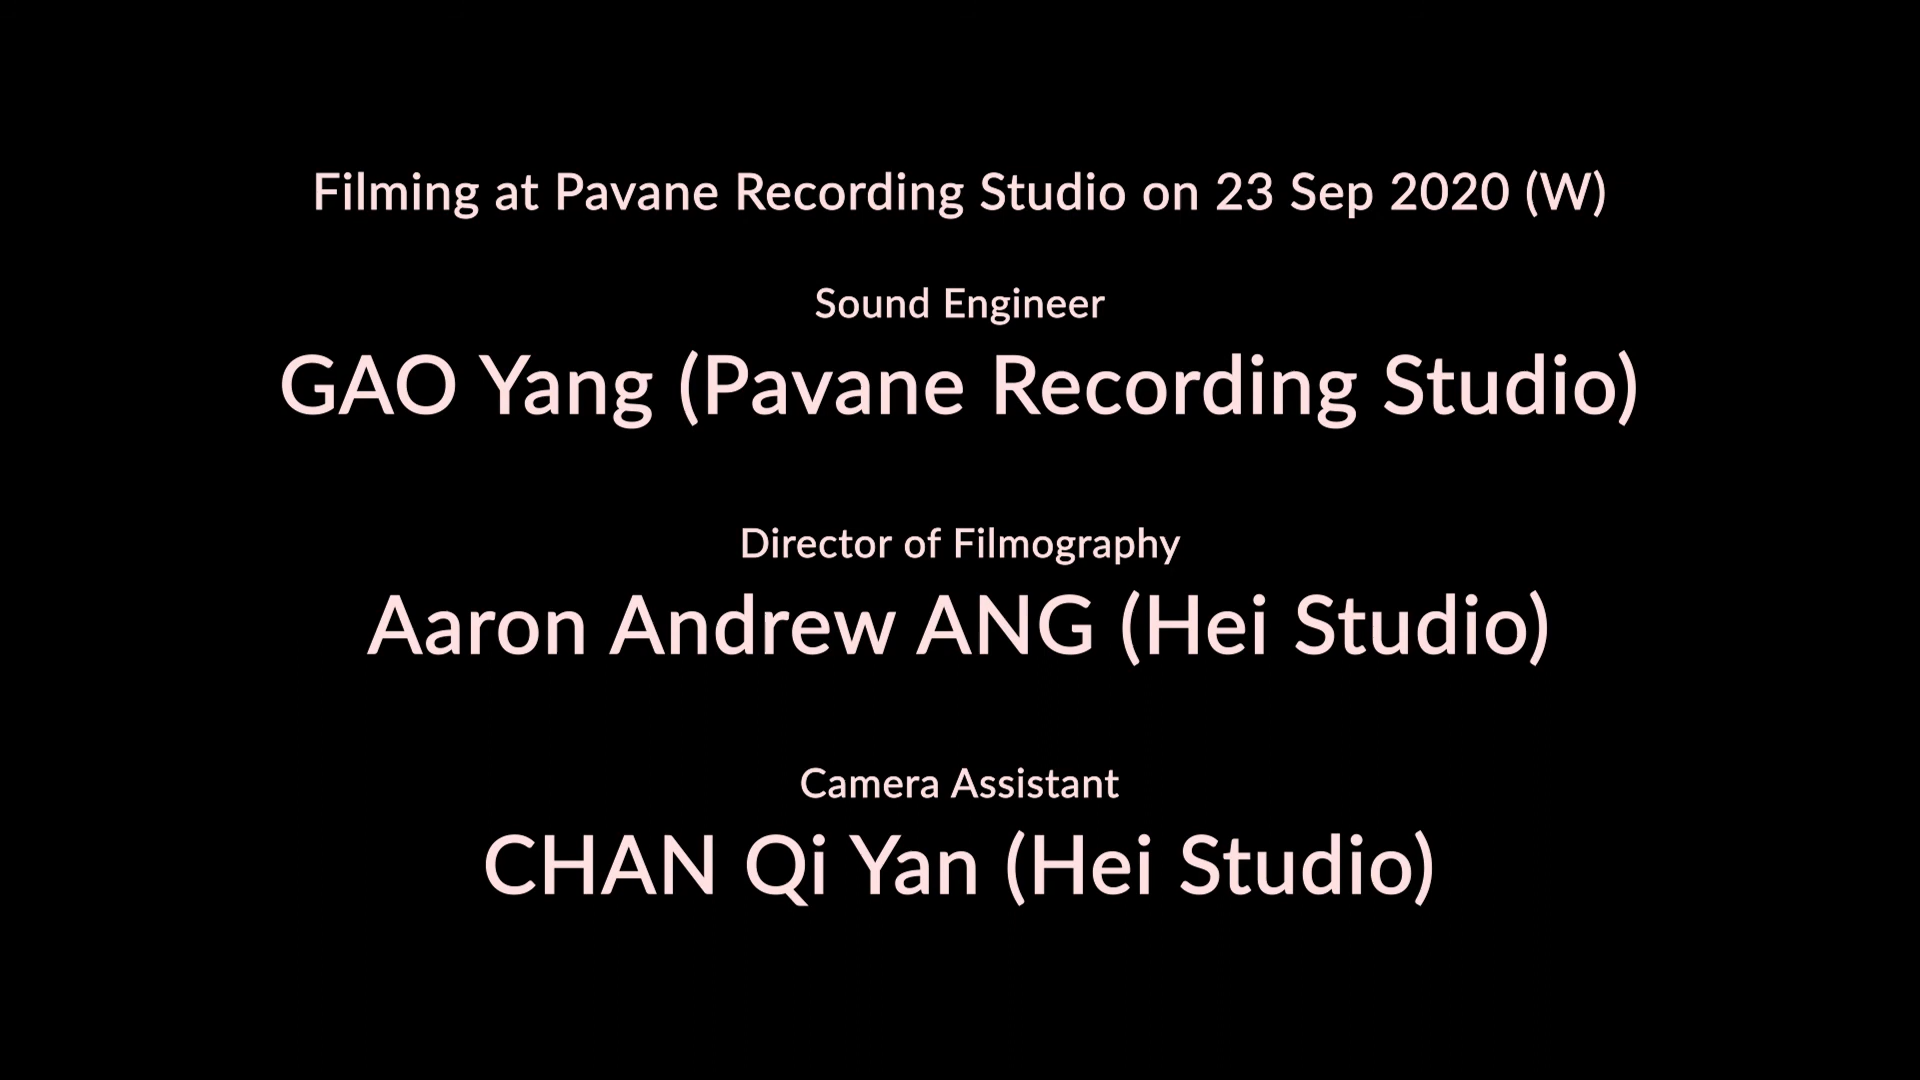 Filming at Pavane Recording Studio on 23 Sep 2020 (W)
Sound Engineer
GAO Yang (Pavane Recording Studio)
Director of Filmography
Aaron Andrew ANG (Hei Studio)
Camera Assistant
CHAN Qi Yan (Hei Studio)